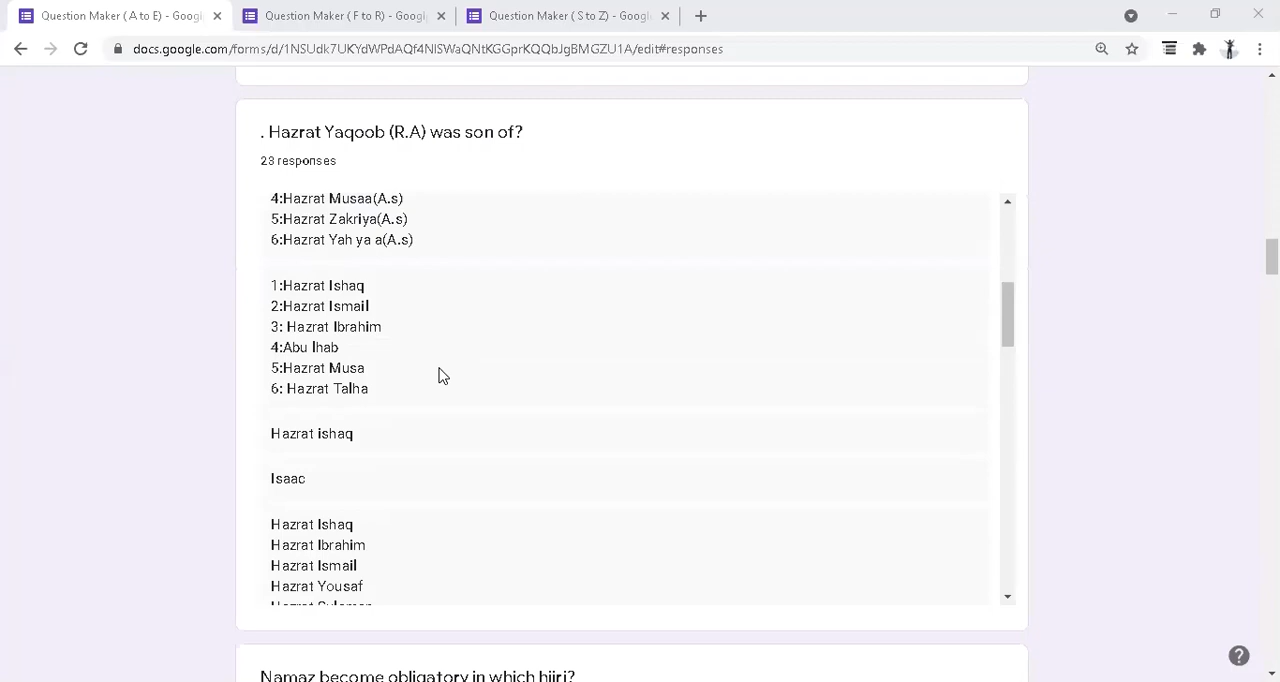 Question Maker ( A to E) - Googl
Question Maker ( F to R) - Googl
Question Maker ( S to Z) - Googl
docs.google.com/forms/d/1NSUdk7UKYdWPdAQf4NISWaQNtKGGprKQQbJgBMGZU1A/edit#responses
. Hazrat Yaqoob (R.A) was son of?
23 responses
4:Hazrat Musaa(A.s)
5:Hazrat Zakriya(A.s)
6:Hazrat Yah ya a(A.s)
1:Hazrat Ishaq
2:Hazrat Ismail
3: Hazrat Ibrahim
4:Abu lhab
5:Hazrat Musa
6: Hazrat Talha
Hazrat ishaq
Isaac
Hazrat Ishaq
Hazrat Ibrahim
Hazrat Ismail
Hazrat Yousaf
Namaz become obligatory in which hijri?